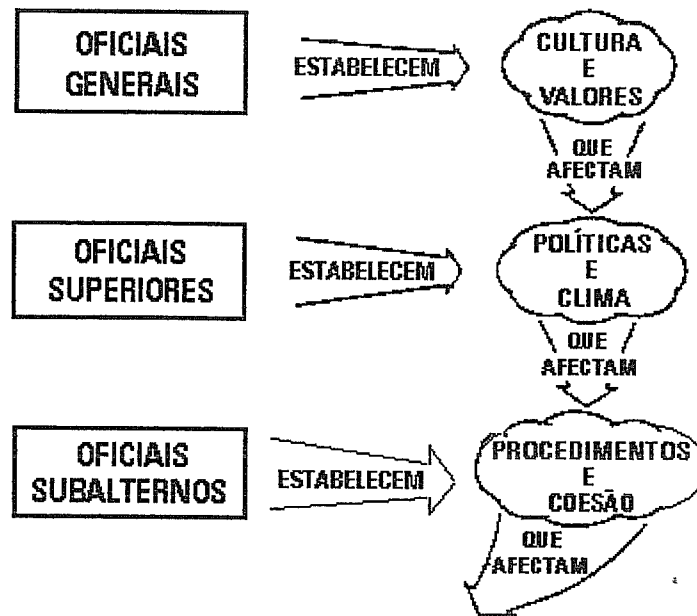 OFICIAIS
GENERAIS
ESTABELECEM
CULTURA
E
VALORES
QUE
AFECTAM
OFICIAIS
SUPERIORES
ESTABELECEM
POLÍTICAS
E
CLIMA
QUE
AFECTAM
OFICIAIS
SUBALTERNOS
ESTABELECEM
PROCEDIMENTOS
E
COESÃO
QUE
AFECTAM